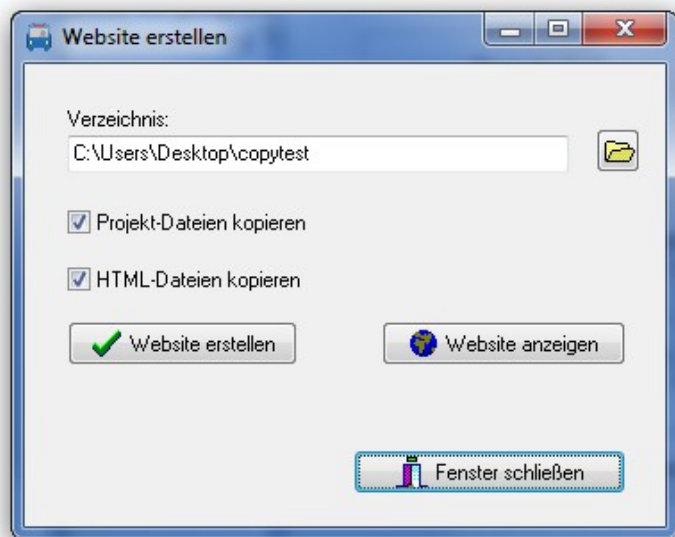 Website erstellen
Verzeichnis:
C:\Users\Desktop\copytest
Projekt-Dateien kopieren
HTML-Dateien kopieren
Website erstellen
Website anzeigen
Fenster schließen